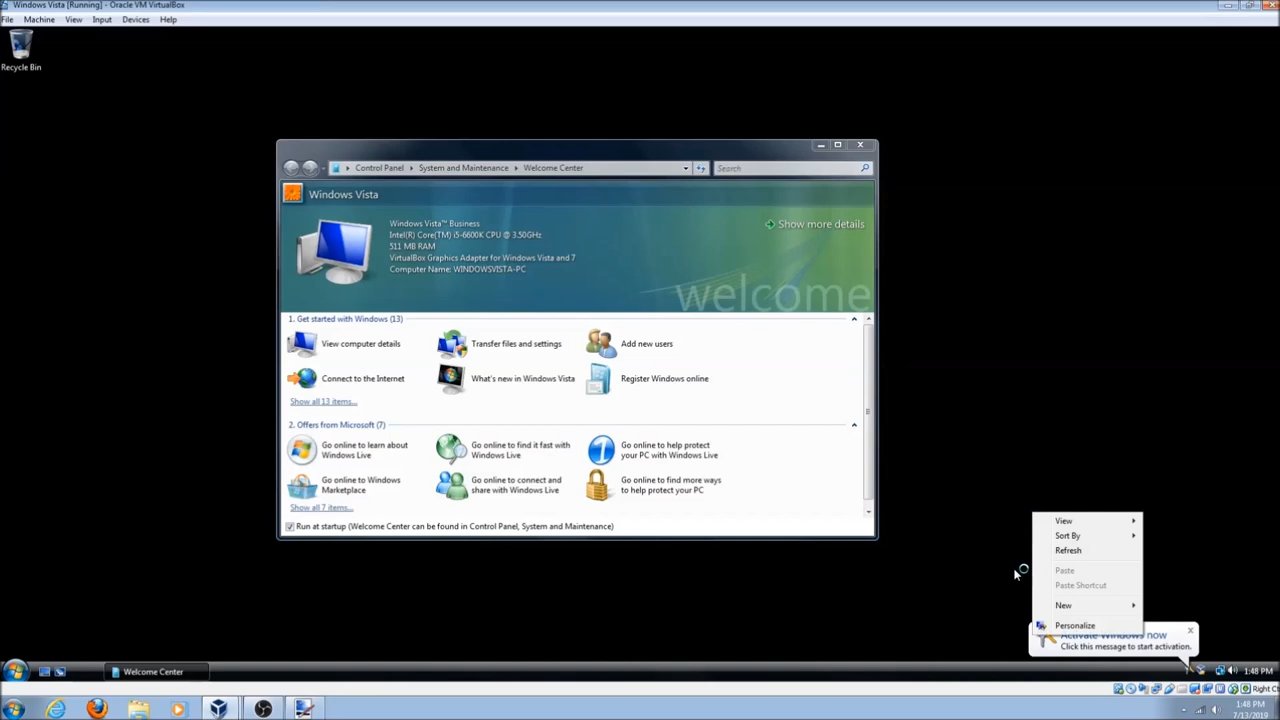 Windows Vista [Running] - Oracle VM VirtualBox
File Machine View Input Devices Help
Recycle Bin
Control Panel System and Maintenance Welcome Center Search
Windows Vista
Windows Vista™ Business
Intel(R) Core(TM) i5-6600K CPU @ 3.50GHz
511 MB RAM
VirtualBox Graphics Adapter for Windows Vista and 7
Computer Name: WINDOWSVISTA-PC
Show more details
welcome
1. Get started with Windows (13)
View computer details
Transfer files and settings
Add new users
Connect to the Internet
What's new in Windows Vista
Register Windows online
Show all 13 items...
2. Offers from Microsoft (7)
Go online to learn about
Windows Live
Go online to find it fast with
Windows Live
Go online to help protect
your PC with Windows Live
Go online to Windows
Marketplace
Go online to connect and
share with Windows Live
Go online to find more ways
to help protect your PC
Show all 7 items...
Run at startup (Welcome Center can be found in Control Panel, System and Maintenance)
View
Sort By
Refresh
Paste
Paste Shortcut
New
Personalize
Activate Windows now
Click this message to start activation.
Welcome Center
1:48 PM
Right C
1:48 PM
7/13/2019